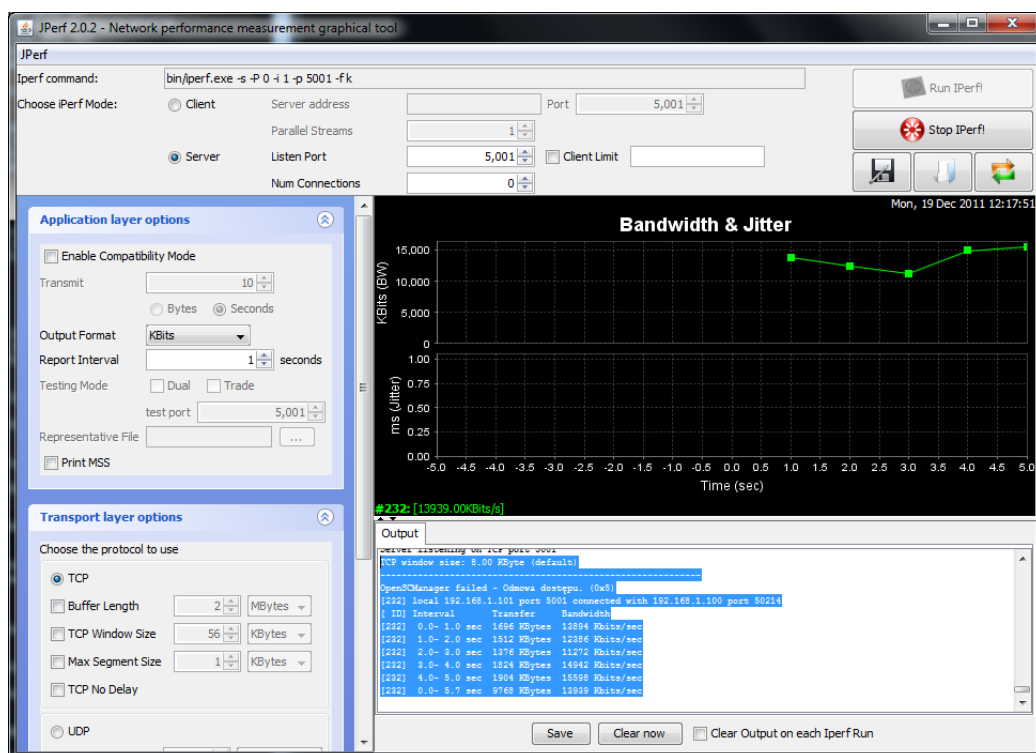 JPerf 2.0.2 - Network performance measurement graphical tool
JPerf
Iperf command: bin/iperf.exe -s -P 0 -i 1 -p 5001 -f k
Run IPerf!
Choose iPerf Mode: Client Server address Port 5,001
Parallel Streams 1
Stop IPerf!
Server Listen Port 5,001 Client Limit
Num Connections 0
Mon, 19 Dec 2011 12:17:51
Application layer options
Enable Compatibility Mode
Transmit 10
Bytes Seconds
Output Format KBits
Report Interval 1 seconds
Testing Mode Dual Trade
test port 5,001
Representative File ...
Print MSS
Transport layer options
Choose the protocol to use
TCP
Buffer Length 2 MBytes
TCP Window Size 56 KBytes
Max Segment Size 1 KBytes
TCP No Delay
UDP
Bandwidth & Jitter
KBits (BW)
15,000
10,000
5,000
0
ms (Jitter)
1.00
0.75
0.50
0.25
0.00
-5.0 -4.5 -4.0 -3.5 -3.0 -2.5 -2.0 -1.5 -1.0 -0.5 0.0 0.5 1.0 1.5 2.0 2.5 3.0 3.5 4.0 4.5 5.0
Time (sec)
#232: [13939.00KBits/s]
Output
Server listening on TCP port 5001
TCP window size: 8.00 KByte (default)
------------------------------------------------------------
OpenSCManager failed - Odmowa dostępu. (0x5)
[232] local 192.168.1.101 port 5001 connected with 192.168.1.100 port 50214
[ ID] Interval Transfer Bandwidth
[232] 0.0- 1.0 sec 1696 KBytes 13894 Kbits/sec
[232] 1.0- 2.0 sec 1512 KBytes 12386 Kbits/sec
[232] 2.0- 3.0 sec 1376 KBytes 11272 Kbits/sec
[232] 3.0- 4.0 sec 1824 KBytes 14942 Kbits/sec
[232] 4.0- 5.0 sec 1904 KBytes 15598 Kbits/sec
[232] 0.0- 5.7 sec 9768 KBytes 13939 Kbits/sec
Save Clear now Clear Output on each Iperf Run